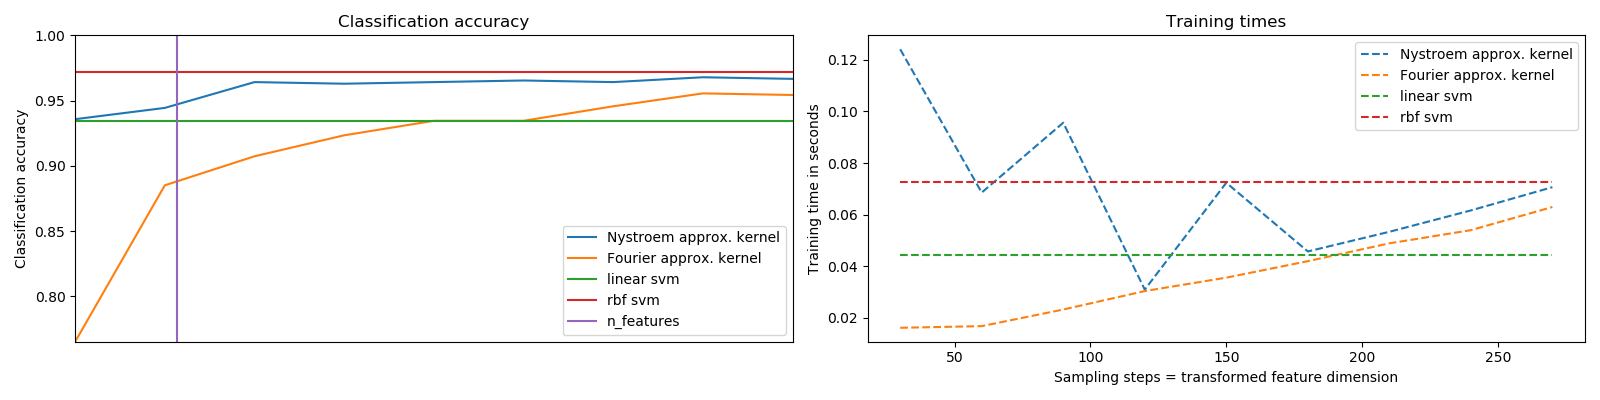 Classification accuracy
Classification accuracy
1.00
0.95
0.90
0.85
0.80
Nystroem approx. kernel
Fourier approx. kernel
linear svm
rbf svm
n_features
Training times
Training time in seconds
0.12
0.10
0.08
0.06
0.04
0.02
Nystroem approx. kernel
Fourier approx. kernel
linear svm
rbf svm
50 100 150 200 250
Sampling steps = transformed feature dimension